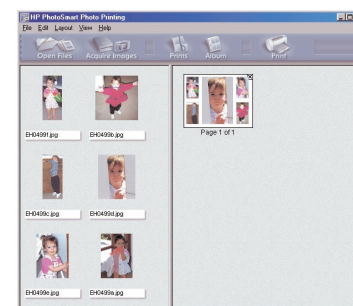 HP PhotoSmart Photo Printing
File Edit Layout View Help
Open Files Acquire Images Prints Album Print
EH04991.jpg EH0499b.jpg
Page 1 of 1
EH0499c.jpg EH0499d.jpg
EH0499e.jpg EH0499a.jpg